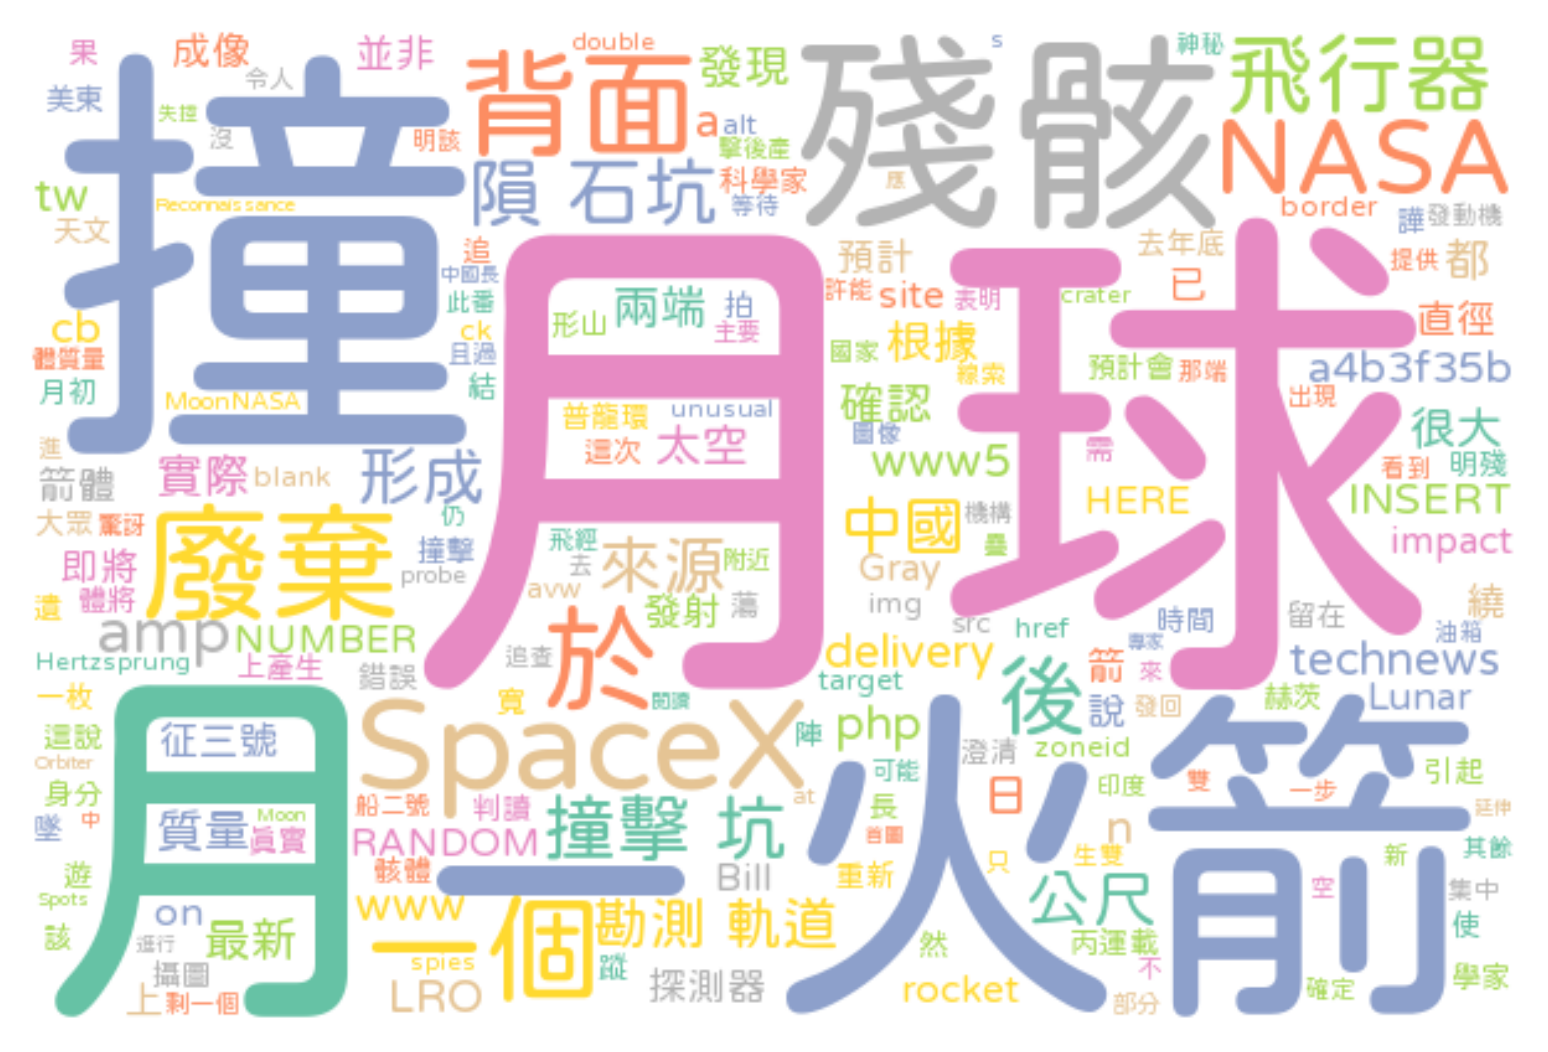 果 成像 並非 double 發現 s 神秘 飛行器
美東 令人 背面 殘骸
撞 失控 沒 明該 a alt NASA
擊後產
tw 隕 石坑 科學家 應
Reconnaissance 等待 border 譁 發動機
天文 追 預計 去年底 提供 都
中國長 月球 許能 site 表明 crater 已
cb 此番 兩端 拍 直徑
ck 形山 主要 根據
體質量 且過 國家 線索 預計會 那端 a4b3f35b
月初 結 出現
MoonNASA 普龍環 unusual 確認 很大
進 這次 太空 圖像 需
箭體 實際 blank 形成 www5 看到 明殘
HERE INSERT
大眾 驚訝 廢棄 仍 中國 機構
撞擊 飛經 疊 impact
即將 probe 去 來源 附近 Gray
體將 avw
遺 發射 img 繞
amp NUMBER 於 src href 時間 留在 油箱
Hertzsprung 上產生 追查 delivery 專家 technews
錯誤 target 箭 來
一枚 寬 閱讀 後 說 發回 赫茨 Lunar
月 SpaceX 火箭
這說 征三號 陣 php 澄清 zoneid
Orbiter 可能 引起
身分 船二號 判讀 at 日 印度 雙 一步
墜 中 質量 Moon 撞擊 坑 長 延伸
真實 RANDOM 首圖 n
遊 骸體 一 Bill 重新 只 生雙 新 其餘
Spots 空 集中
on www 公尺
該 最新 一個 勘測 軌道 然 丙運載 使
逛行 spies 蹤 不
攝圖 探測器 學家
上 剩一個 LRO rocket 部分 確定